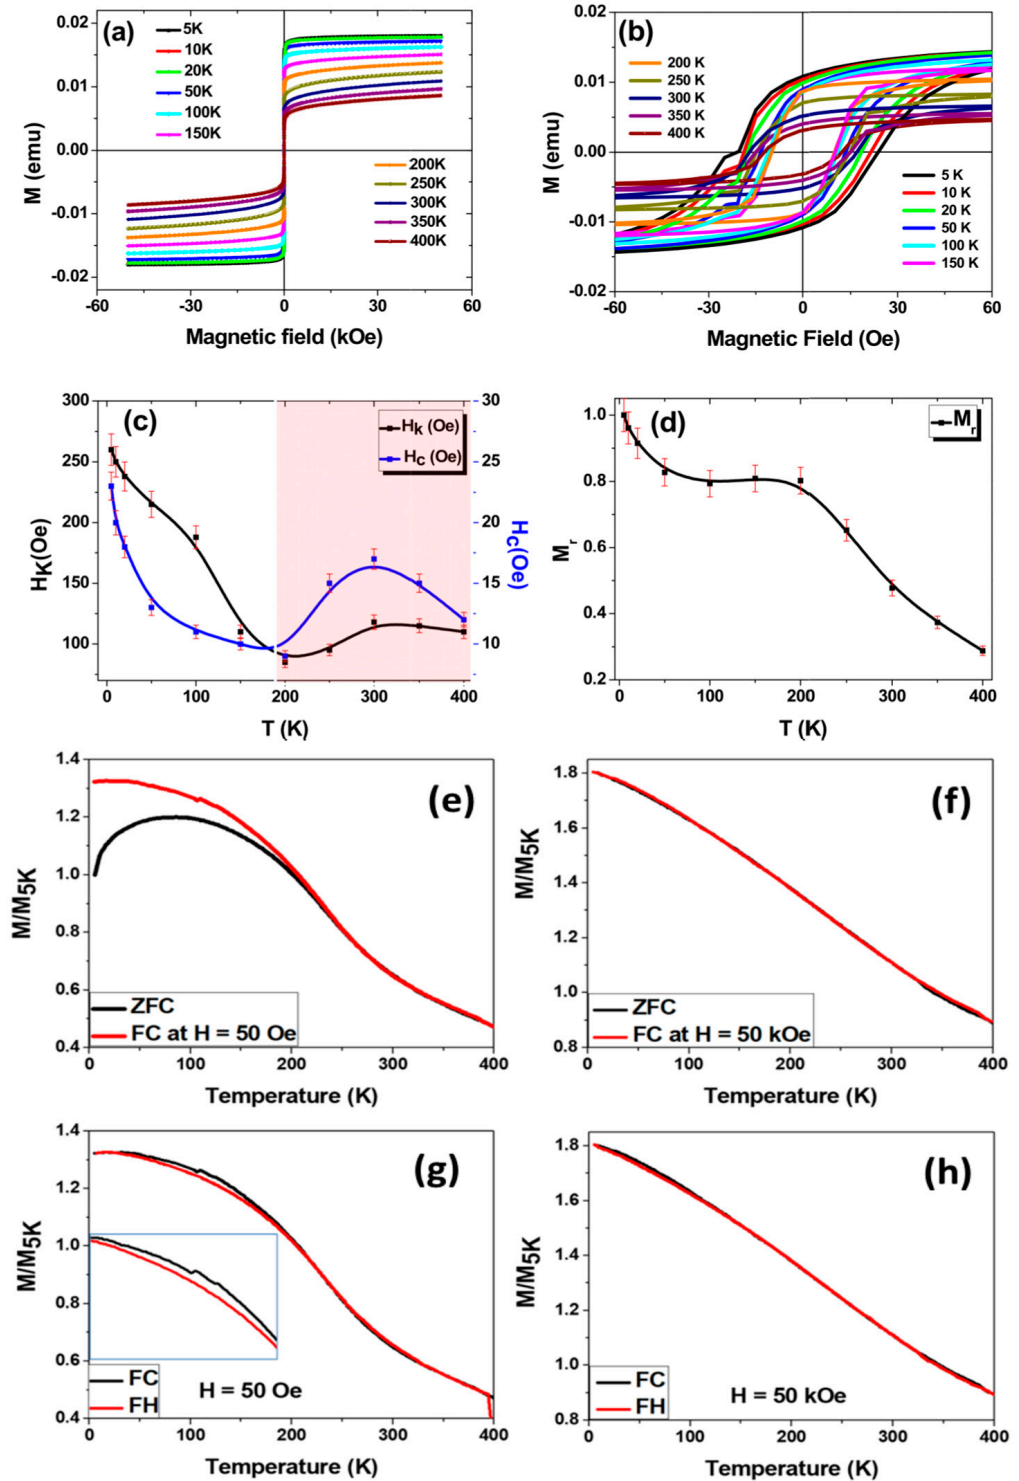 (a)
0.02
0.01
0.00
-0.01
-0.02
M (emu)
5K
10K
20K
50K
100K
150K
200K
250K
300K
350K
400K
-60
-30
0
30
60
Magnetic field (kOe)
(b)
0.02
0.01
0.00
-0.01
-0.02
M (emu)
200 K
250 K
300 K
350 K
400 K
5 K
10 K
20 K
50 K
100 K
150 K
-60
-30
0
30
60
Magnetic Field (Oe)
(c)
300
250
200
150
100
HK(Oe)
Hk (Oe)
Hc (Oe)
30
25
20
15
10
Hc(Oe)
0
100
200
300
400
T (K)
(d)
1.0
0.8
0.6
0.4
0.2
Mr
Mr
0
100
200
300
400
T (K)
(e)
1.4
1.2
1.0
0.8
0.6
0.4
M/M5K
ZFC
FC at H = 50 Oe
0
100
200
300
400
Temperature (K)
(f)
1.8
1.6
1.4
1.2
1.0
0.8
M/M5K
ZFC
FC at H = 50 kOe
0
100
200
300
400
Temperature (K)
(g)
1.4
1.2
1.0
0.8
0.6
0.4
M/M5K
FC
FH
H = 50 Oe
0
100
200
300
400
Temperature (K)
(h)
1.8
1.6
1.4
1.2
1.0
0.8
M/M5K
FC
FH
H = 50 kOe
0
100
200
300
400
Temperature (K)